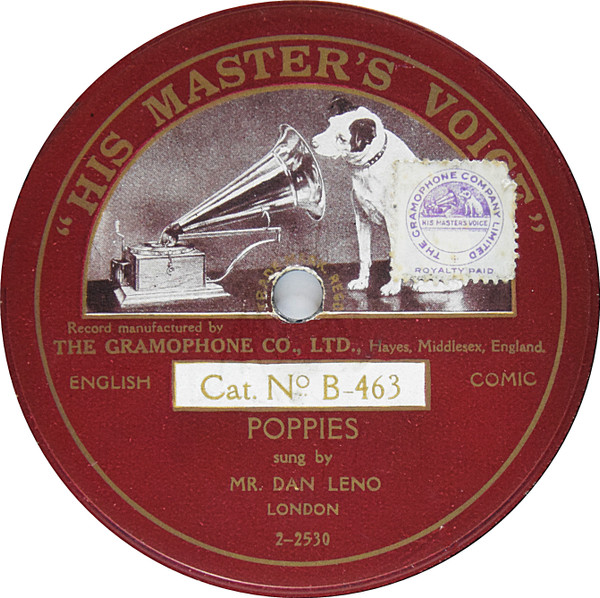 "HIS MASTER'S VOICE"
THE GRAMOPHONE COMPANY LIMITED
HIS MASTER'S VOICE
ROYALTY PAID
Record manufactured by
THE GRAMOPHONE CO., LTD., Hayes, Middlesex, England.
ENGLISH Cat. No B-463 COMIC
POPPIES
sung by
MR. DAN LENO
LONDON
2-2530